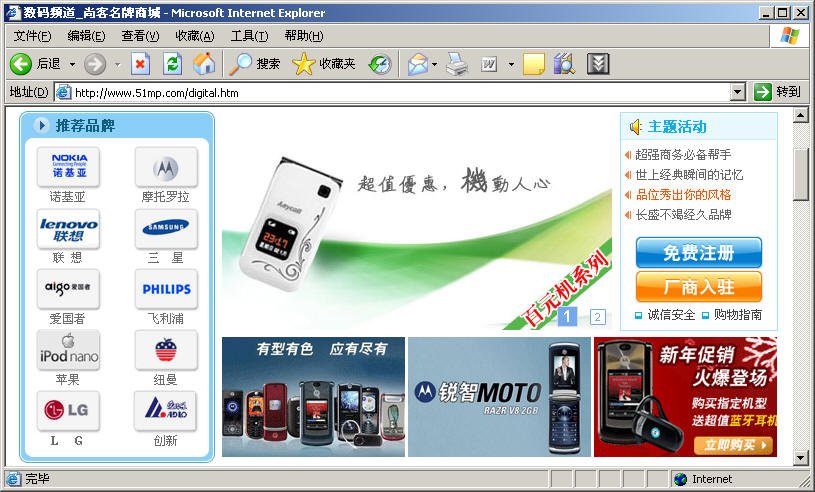 数码频道_尚客名牌商城 - Microsoft Internet Explorer
文件(F) 编辑(E) 查看(V) 收藏(A) 工具(T) 帮助(H)
后退 搜索 收藏夹
地址(D) http://www.51mp.com/digital.htm 转到
推荐品牌
NOKIA
Connecting People
诺基亚
诺基亚 摩托罗拉
lenovo
联想
SAMSUNG
联 想 三 星
aigo 爱国者 PHILIPS
爱国者 飞利浦
iPod nano
苹果 纽曼
LG
L G 创新
Anycall
23:17
超值優惠，機動人心
百元机系列
1 2
主题活动
超强商务必备帮手
世上经典瞬间的记忆
品位秀出你的风格
长盛不竭经久品牌
免费注册
厂商入驻
诚信安全 购物指南
有型有色 应有尽有
锐智MOTO
RAZR V8 2GB
新年促销
火爆登场
购买指定机型
送超值蓝牙耳机
立即购买
完毕 Internet